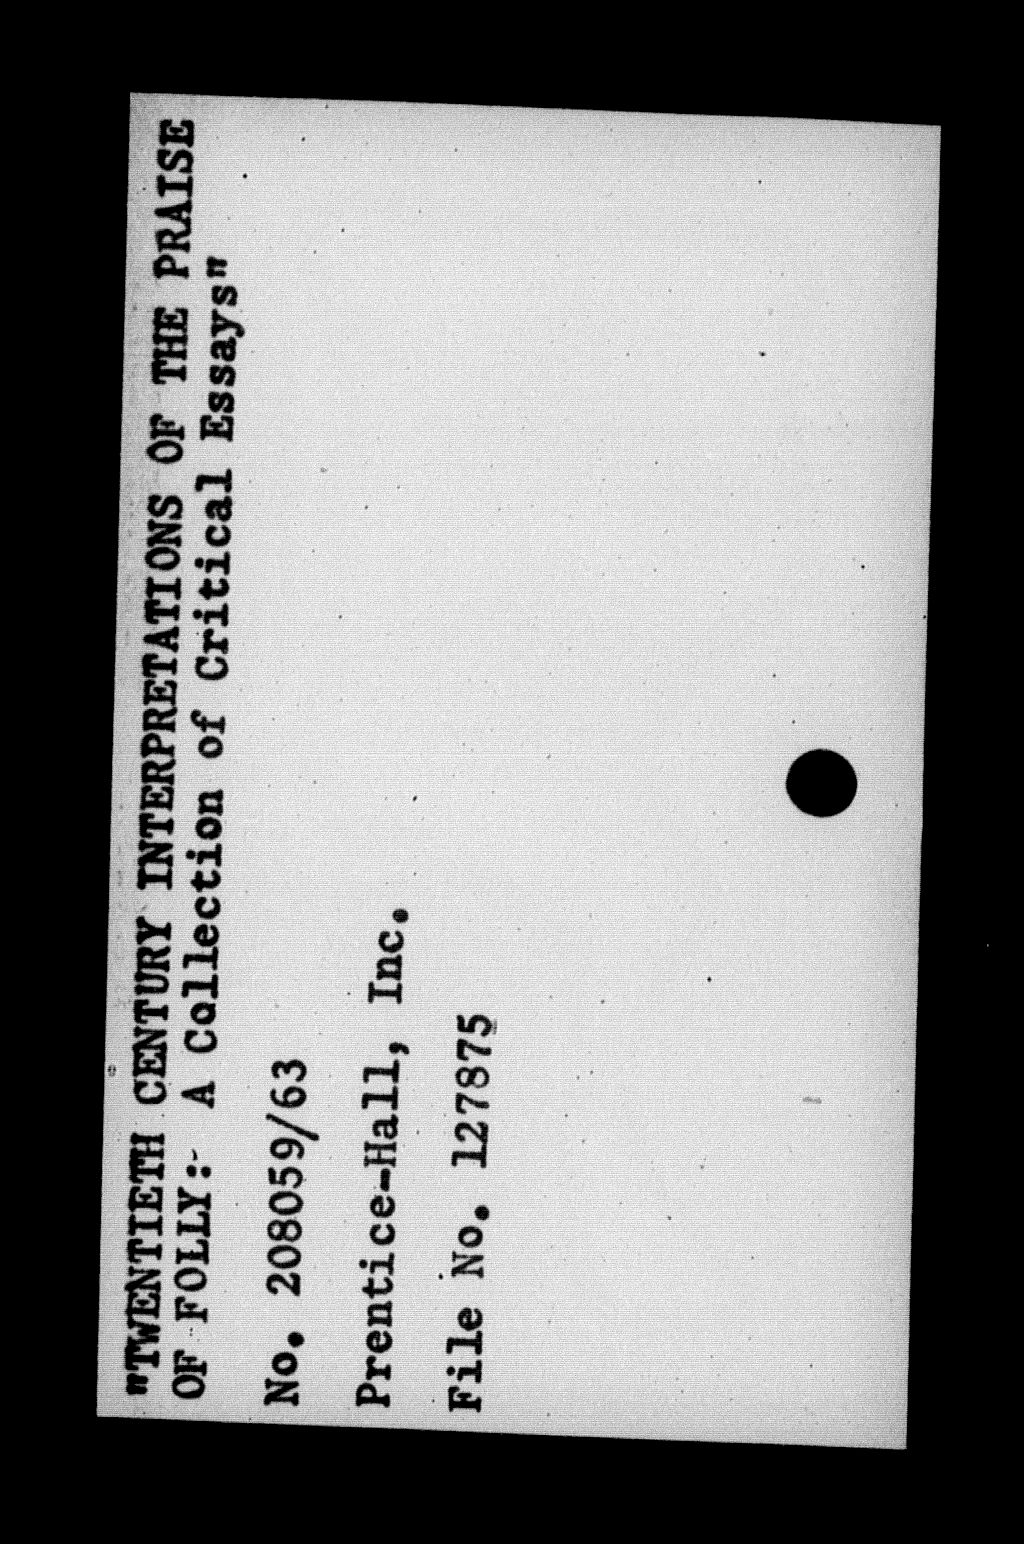 "TWENTIETH CENTURY INTERPRETATIONS OF THE PRAISE
OF FOLLY: A Collection of Critical Essays"
No. 208059/63
Prentice-Hall, Inc.
File No. 127875